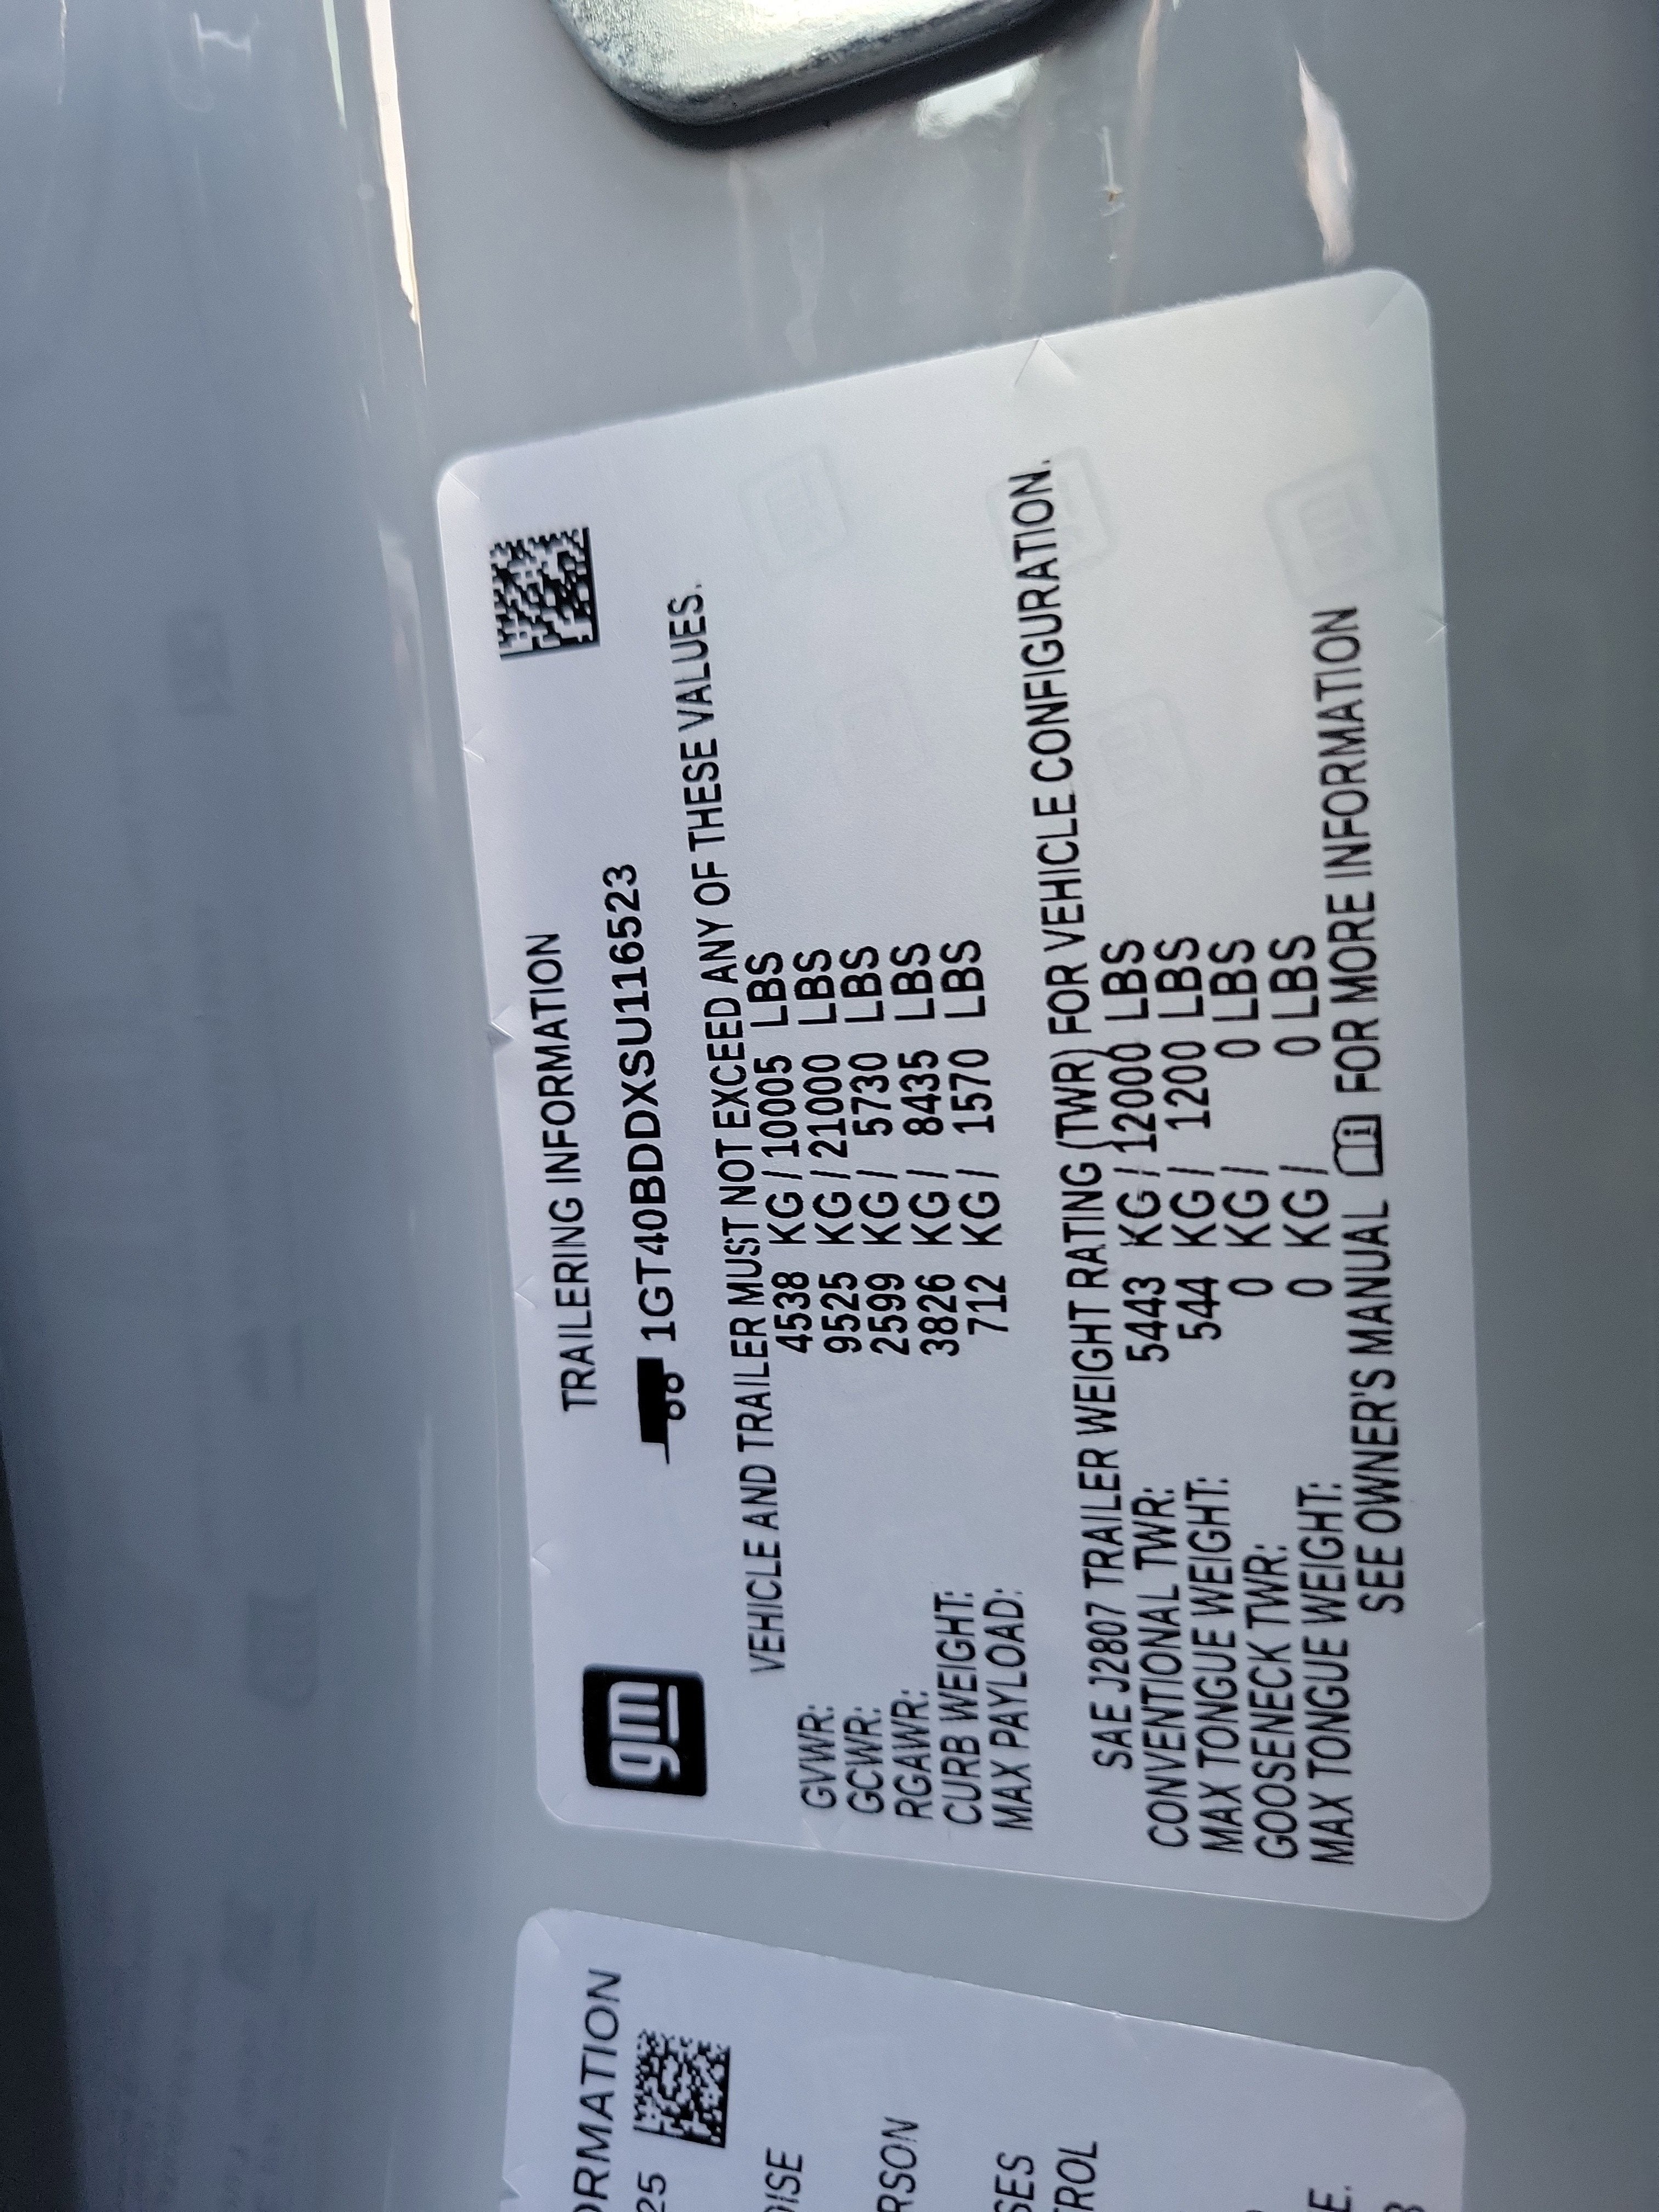 gm
TRAILERING INFORMATION
1GT40BDDXSU116523
VEHICLE AND TRAILER MUST NOT EXCEED ANY OF THESE VALUES.
GVWR: 4538 KG / 10005 LBS
GCWR: 9525 KG / 21000 LBS
RGAWR: 2599 KG / 5730 LBS
CURB WEIGHT: 3826 KG / 8435 LBS
MAX PAYLOAD: 712 KG / 1570 LBS
SAE J2807 TRAILER WEIGHT RATING (TWR) FOR VEHICLE CONFIGURATION.
CONVENTIONAL TWR: 5443 KG / 12000 LBS
MAX TONGUE WEIGHT: 544 KG / 1200 LBS
GOOSENECK TWR: 0 KG / 0 LBS
MAX TONGUE WEIGHT: 0 KG / 0 LBS
SEE OWNER'S MANUAL FOR MORE INFORMATION
ORMATION
25